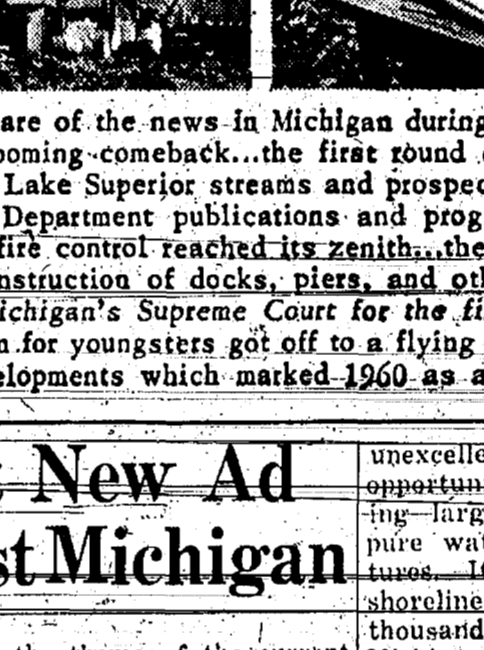 are of the news in Michigan during
ooming comeback...the first round
Lake Superior streams and prospec
Department publications and prog
fire control reached its zenith...the
nstruction of docks, piers, and oth
ichigan's Supreme Court for the fi
n for youngsters got off to a flying
elopments which marked 1960 as a
New Ad
st Michigan
unexcelle
opportun
ing larg
pure wat
tures. It
shoreline
thousand